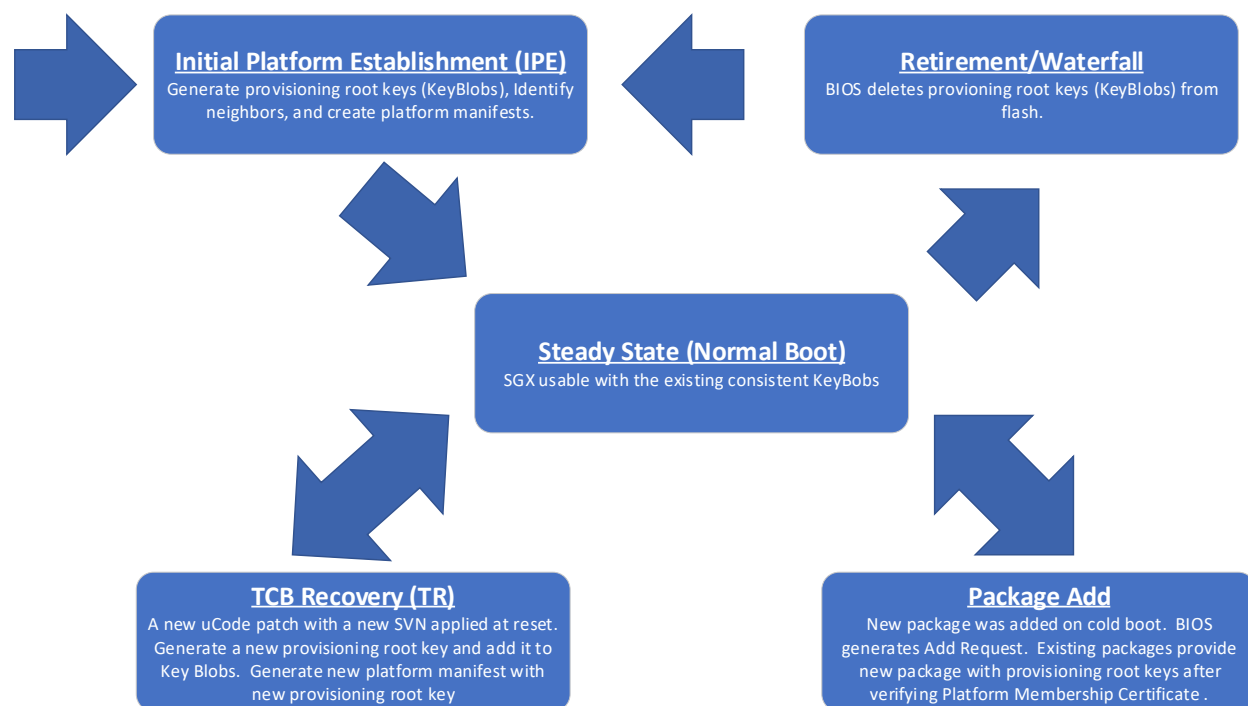 Initial Platform Establishment (IPE)
Generate provisioning root keys (KeyBlobs), Identify
neighbors, and create platform manifests.
Retirement/Waterfall
BIOS deletes provioning root keys (KeyBlobs) from
flash.
Steady State (Normal Boot)
SGX usable with the existing consistent KeyBobs
TCB Recovery (TR)
A new uCode patch with a new SVN applied at reset.
Generate a new provisioning root key and add it to
Key Blobs.  Generate new platform manifest with
new provisioning root key
Package Add
New package was added on cold boot.  BIOS
generates Add Request.  Existing packages provide
new package with provisioning root keys after
verifying Platform Membership Certificate .